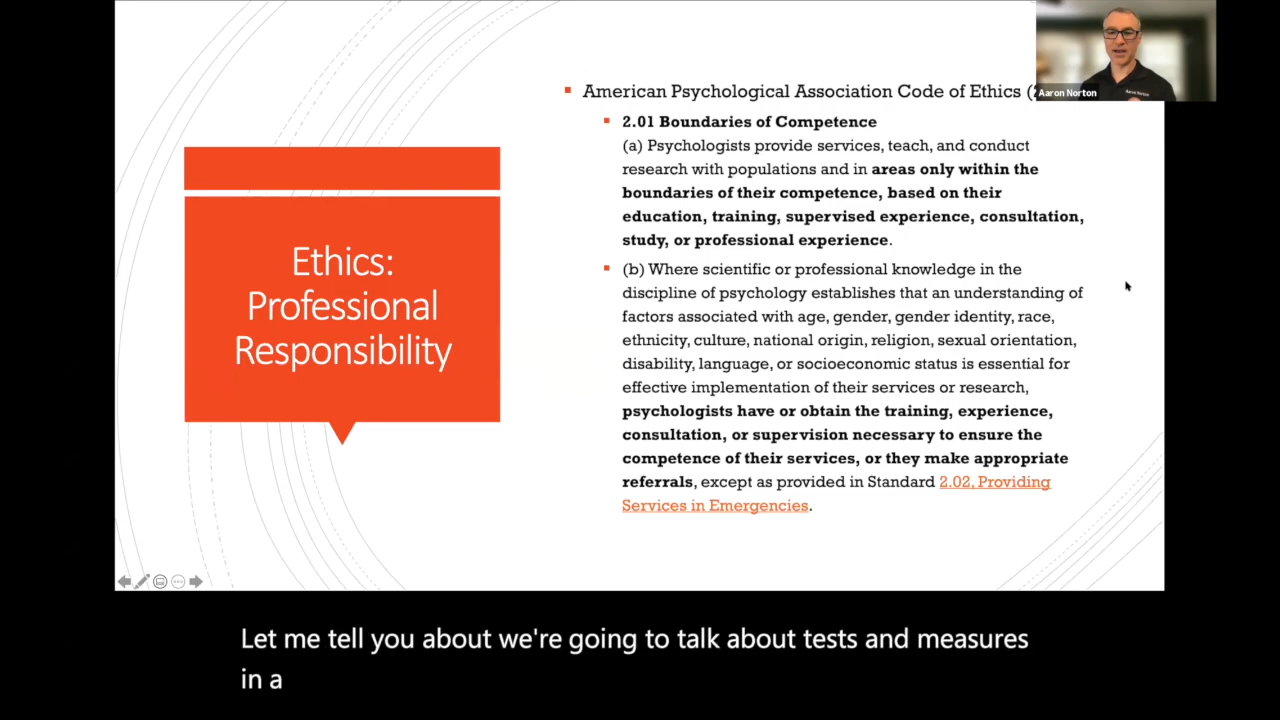 American Psychological Association Code of Ethics (
Aaron Norton
2.01 Boundaries of Competence
(a) Psychologists provide services, teach, and conduct
research with populations and in areas only within the
boundaries of their competence, based on their
education, training, supervised experience, consultation,
study, or professional experience.
(b) Where scientific or professional knowledge in the
discipline of psychology establishes that an understanding of
factors associated with age, gender, gender identity, race,
ethnicity, culture, national origin, religion, sexual orientation,
disability, language, or socioeconomic status is essential for
effective implementation of their services or research,
psychologists have or obtain the training, experience,
consultation, or supervision necessary to ensure the
competence of their services, or they make appropriate
referrals, except as provided in Standard 2.02, Providing
Services in Emergencies.
Ethics:
Professional
Responsibility
Let me tell you about we're going to talk about tests and measures
in a